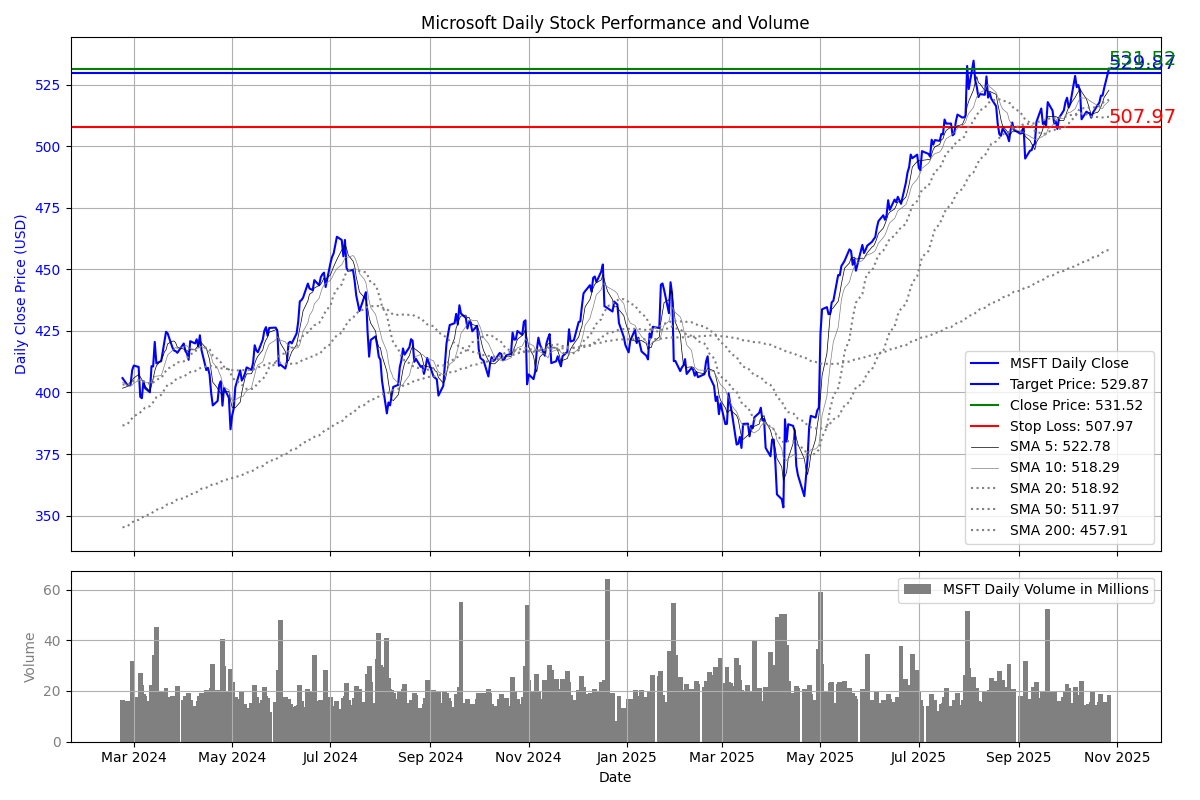 Microsoft Daily Stock Performance and Volume
531.52
529.87
525
507.97
500
475
450
425
400
375
350
Daily Close Price (USD)
MSFT Daily Close
Target Price: 529.87
Close Price: 531.52
Stop Loss: 507.97
SMA 5: 522.78
SMA 10: 518.29
SMA 20: 518.92
SMA 50: 511.97
SMA 200: 457.91
MSFT Daily Volume in Millions
60
40
20
0
Volume
Mar 2024 May 2024 Jul 2024 Sep 2024 Nov 2024 Jan 2025 Mar 2025 May 2025 Jul 2025 Sep 2025 Nov 2025
Date